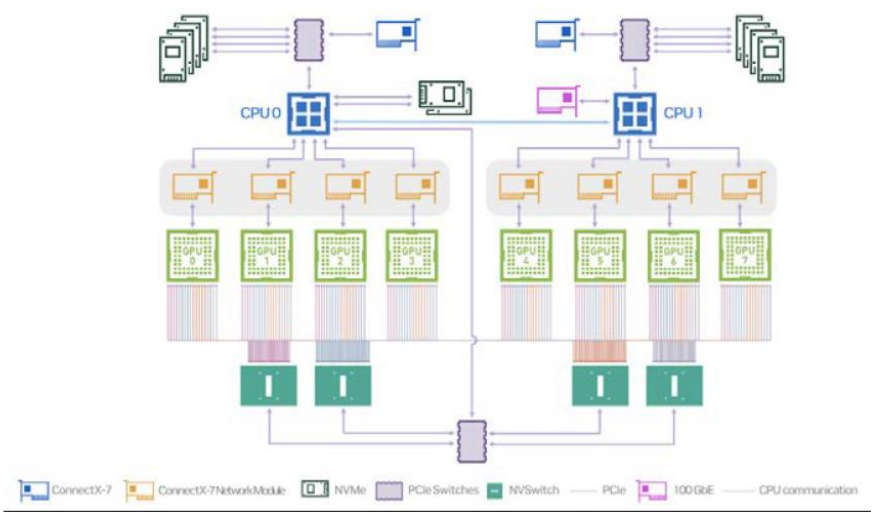 CPU 0
CPU 1
GPU 0
GPU 1
GPU 2
GPU 3
GPU 4
GPU 5
GPU 6
GPU 7
ConnectX-7
ConnectX-7 Network Module
NVMe
PCIe Switches
NVSwitch
PCIe
100 GbE
CPU communication